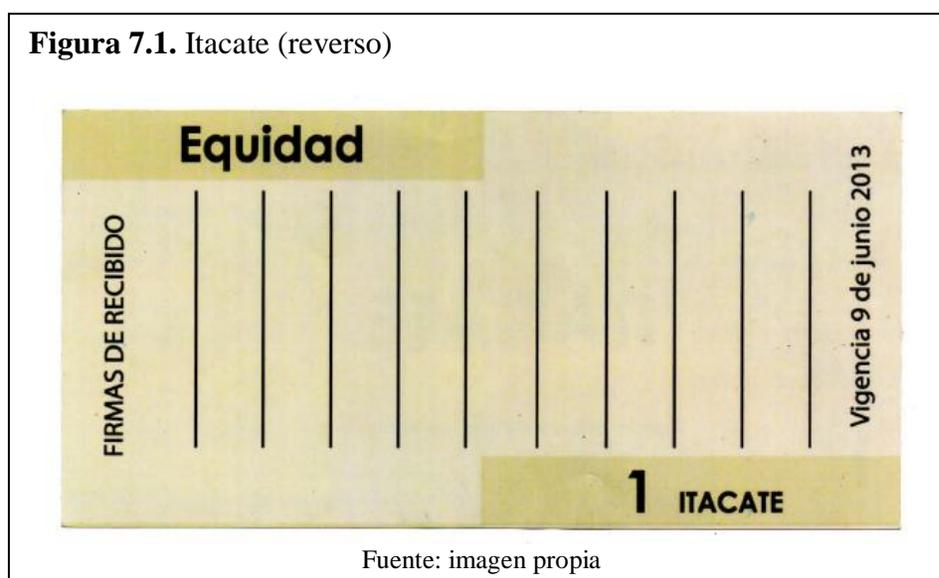 Figura 7.1. Itacate (reverso)
Equidad
FIRMAS DE RECIBIDO
Vigencia 9 de junio 2013
1 ITACATE
Fuente: imagen propia